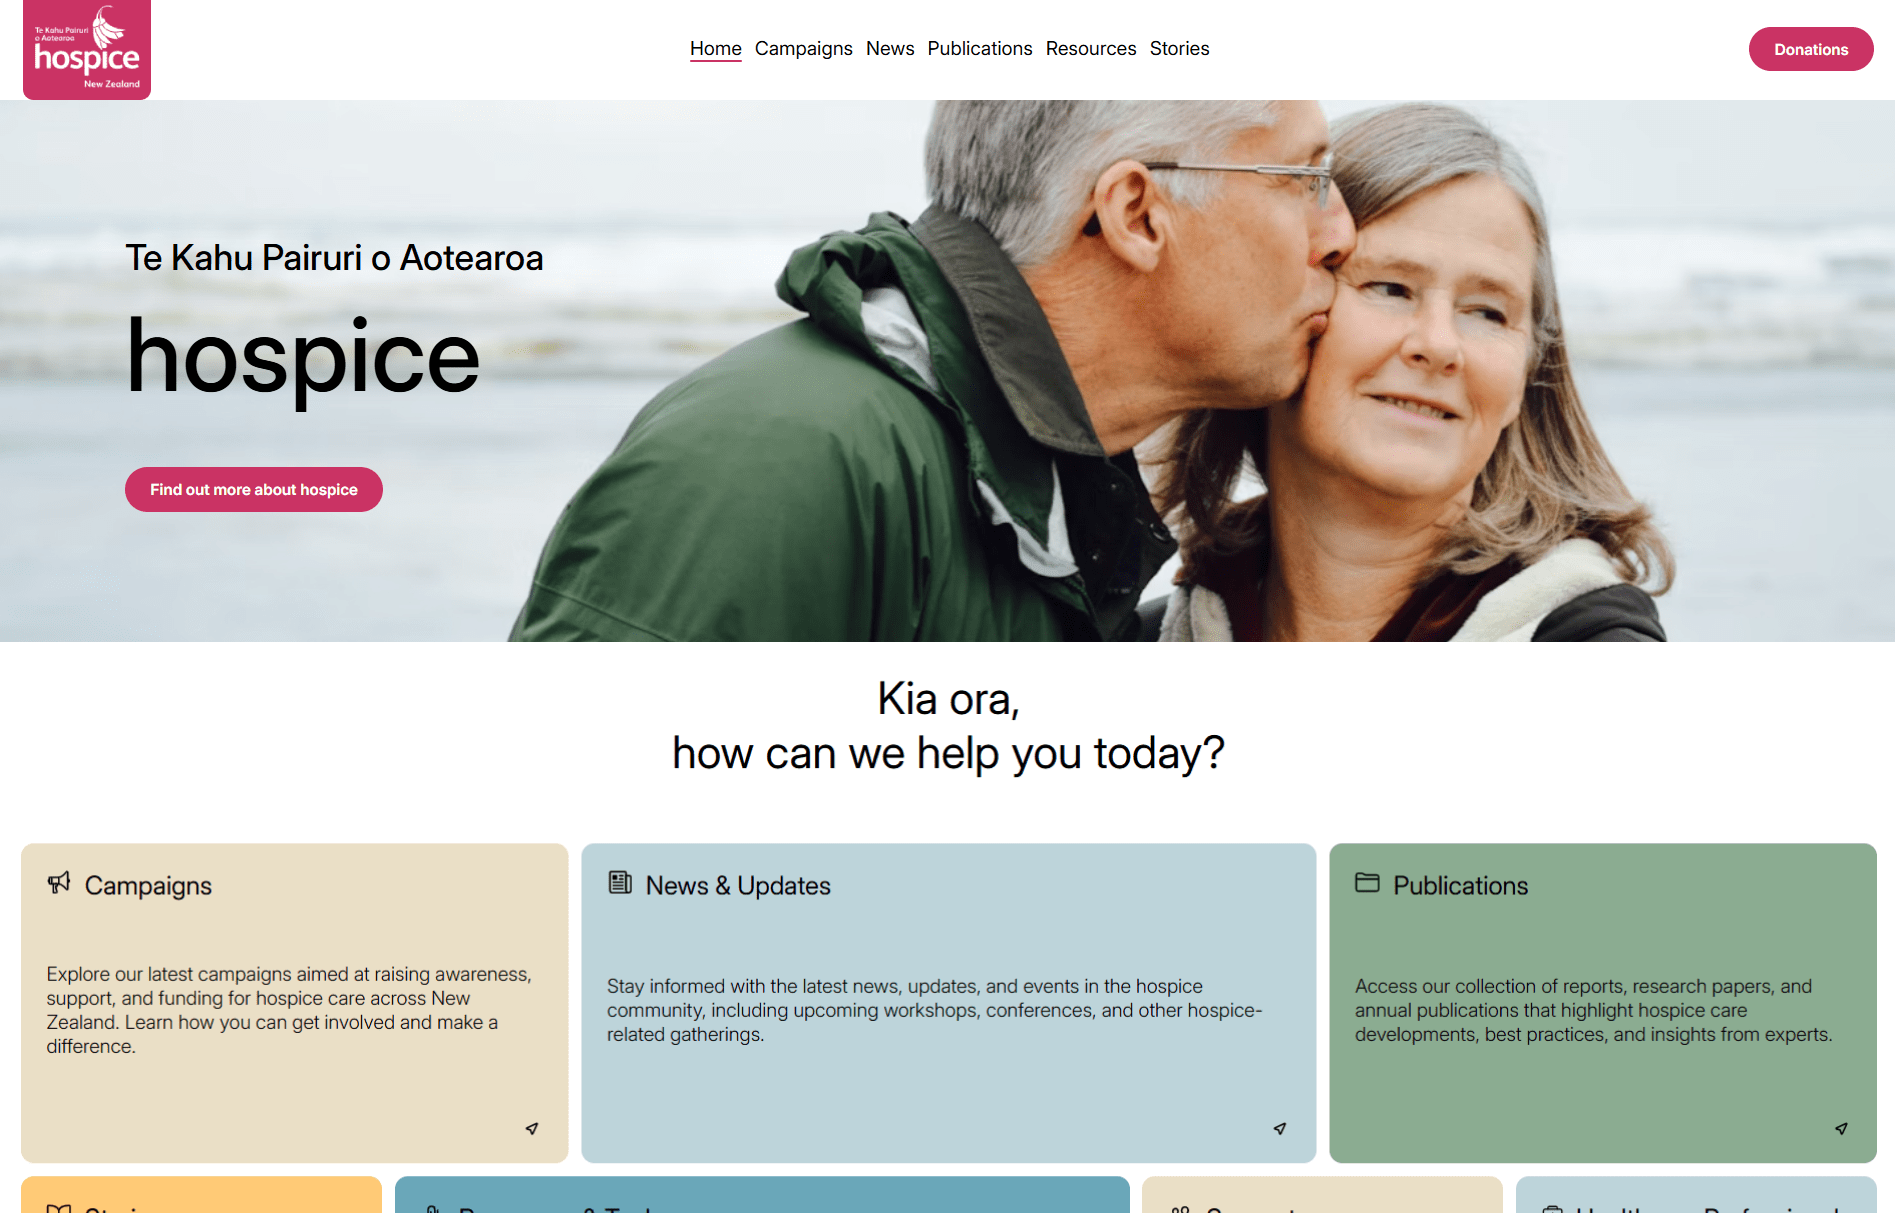 Te Kahu Pairuri
o Aotearoa
hospice
New Zealand
Home Campaigns News Publications Resources Stories
Donations
Te Kahu Pairuri o Aotearoa
hospice
Find out more about hospice
Kia ora,
how can we help you today?
Campaigns
Explore our latest campaigns aimed at raising awareness,
support, and funding for hospice care across New
Zealand. Learn how you can get involved and make a
difference.
News & Updates
Stay informed with the latest news, updates, and events in the hospice
community, including upcoming workshops, conferences, and other hospice-
related gatherings.
Publications
Access our collection of reports, research papers, and
annual publications that highlight hospice care
developments, best practices, and insights from experts.